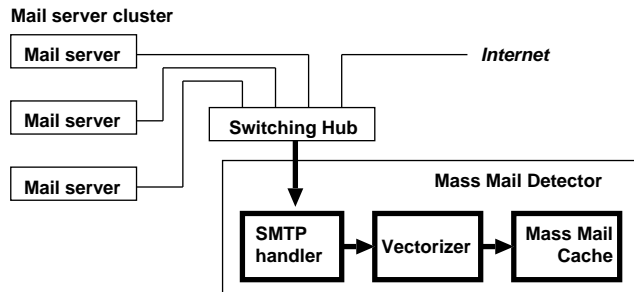 Mail server cluster
Mail server
Internet
Mail server
Switching Hub
Mail server
Mass Mail Detector
SMTP
handler
Vectorizer
Mass Mail
Cache